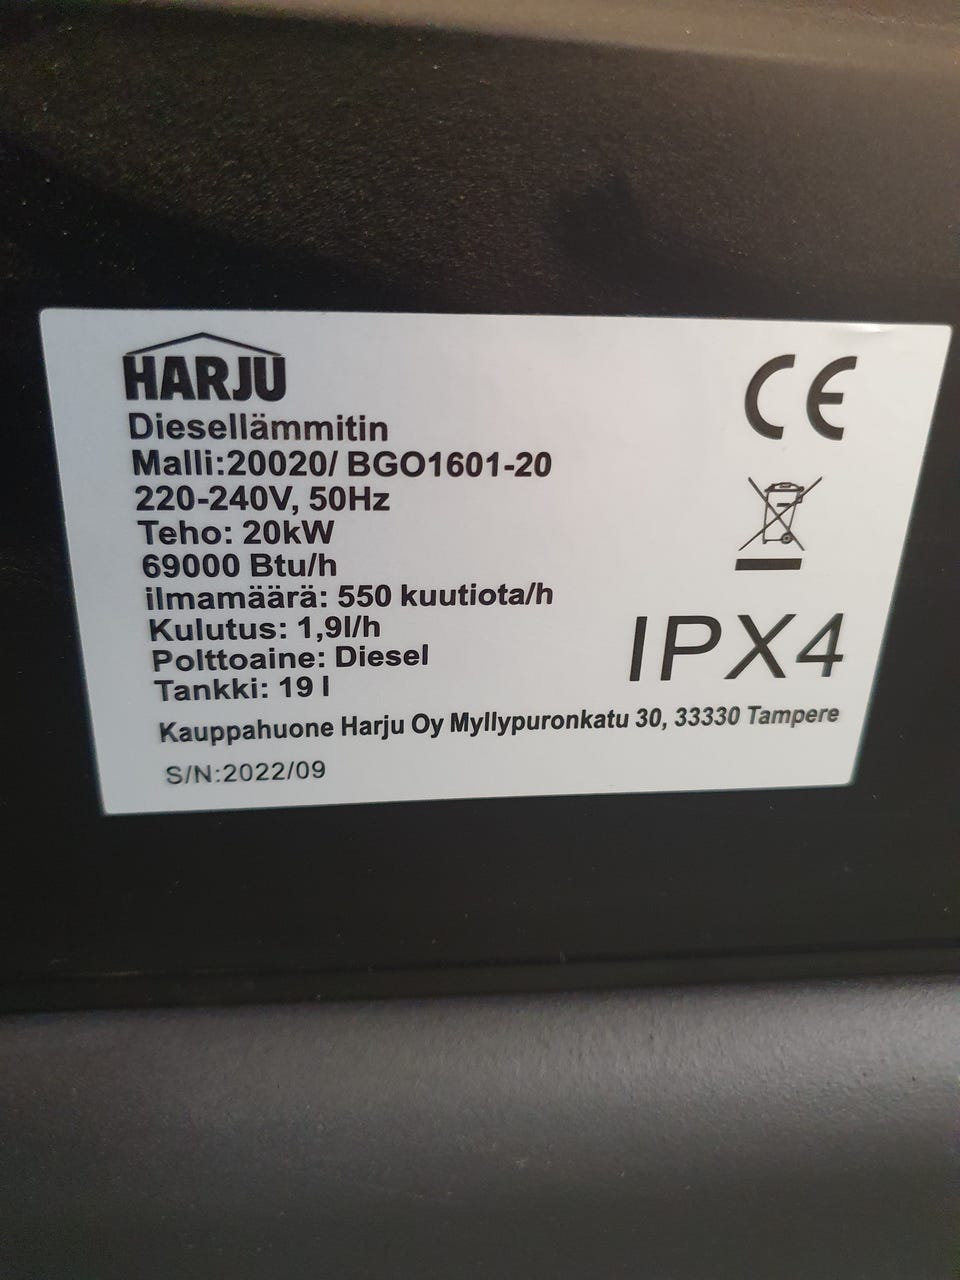 HARJU
Diesellämmitin
Malli:20020/ BGO1601-20
220-240V, 50Hz
Teho: 20kW
69000 Btu/h
ilmamäärä: 550 kuutiota/h
Kulutus: 1,9l/h
Polttoaine: Diesel
Tankki: 19 l
Kauppahuone Harju Oy Myllypuronkatu 30, 33330 Tampere
S/N:2022/09
CE
IPX4